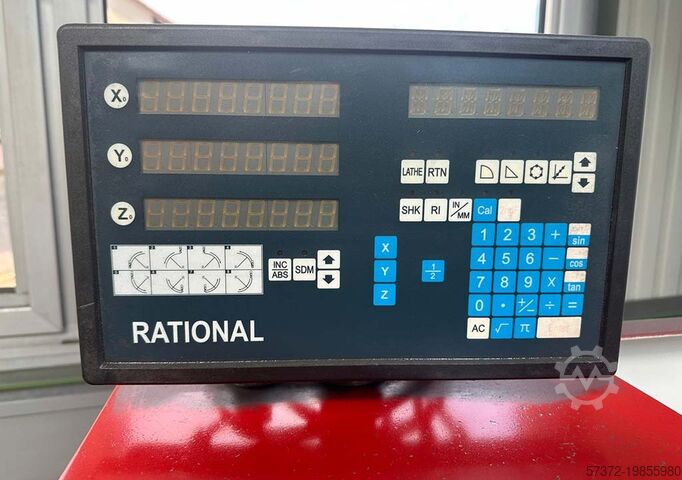 X₀
Y₀
LATHE RTN
SHK RI IN/MM Cal
Z₀
1 2 3 +
sin
X
INC/ABS SDM
4 5 6 −
cos
Y 1/2
7 8 9 X
tan
Z
0 . +/− ÷ =
RATIONAL
AC √ π Enter
57372-19855980